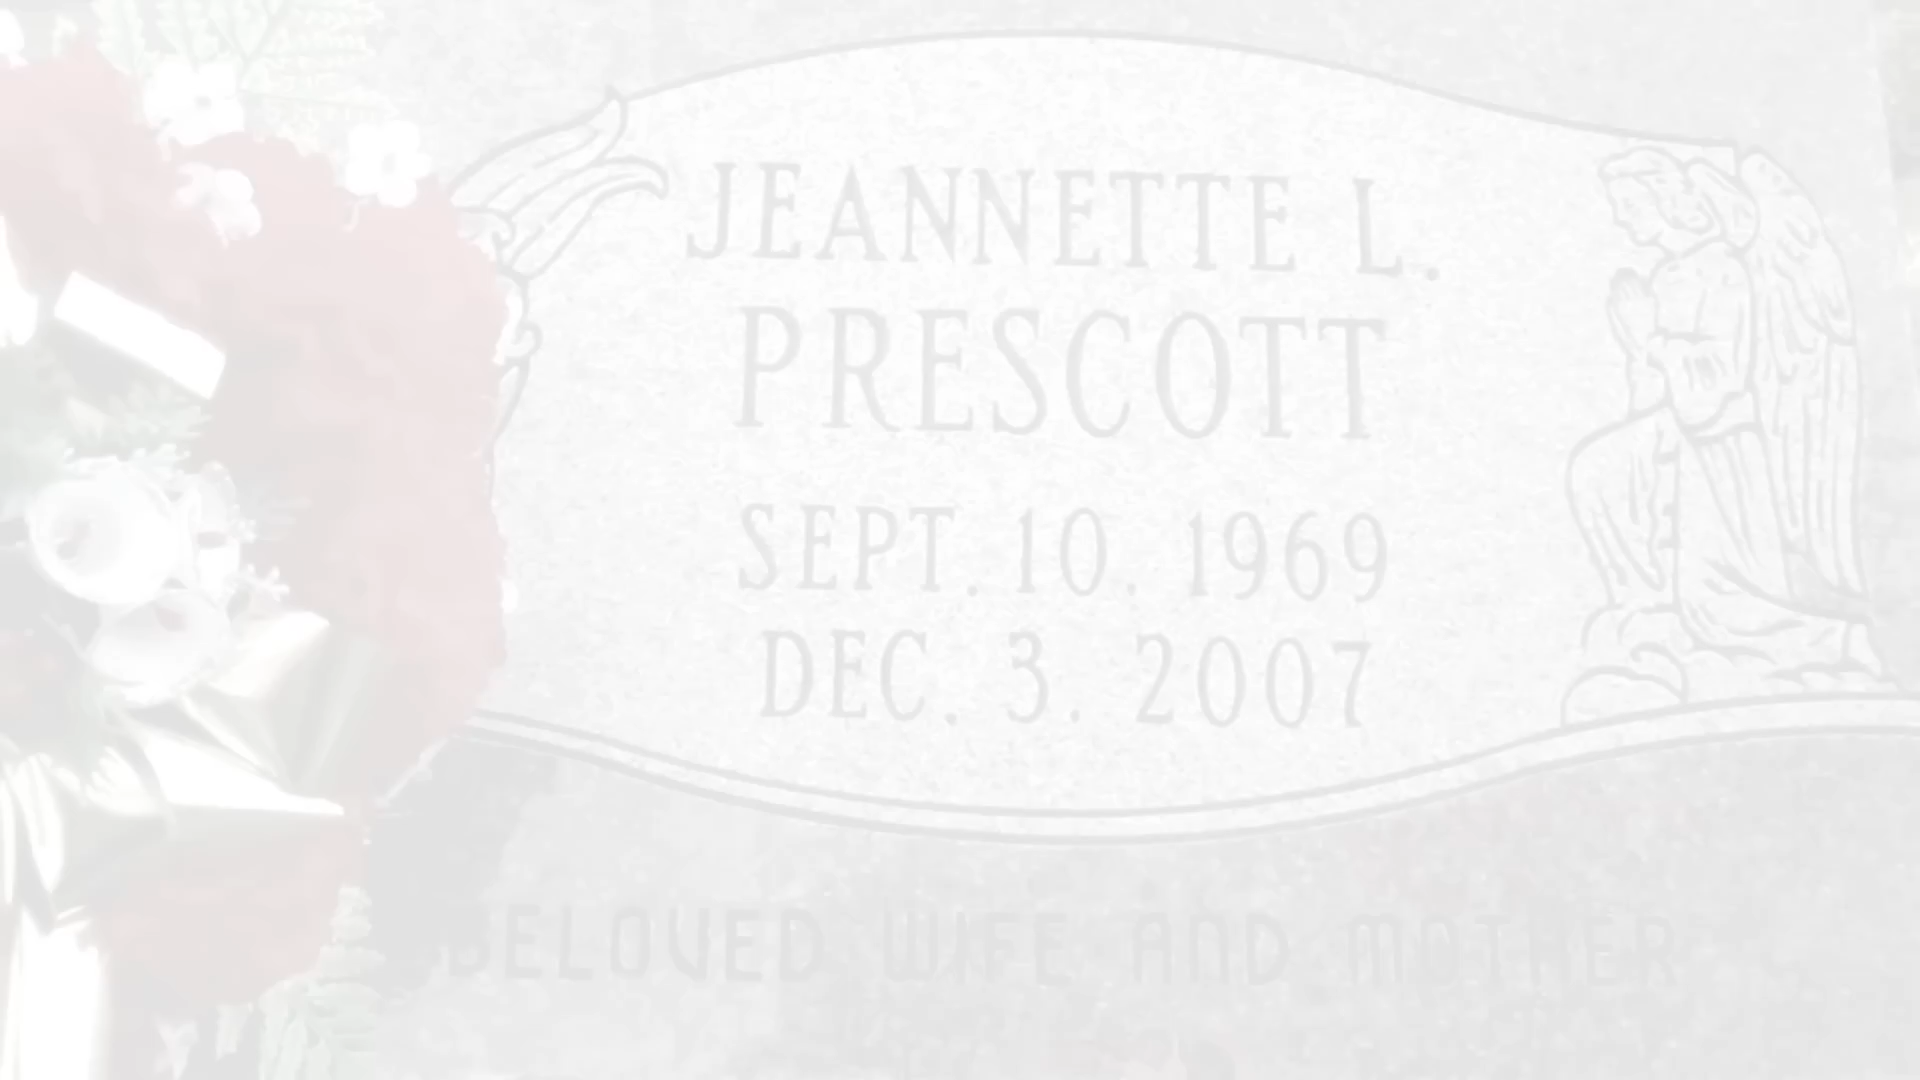 JEANNETTE L.
PRESCOTT
SEPT. 10. 1969
DEC. 3. 2007
BELOVED WIFE AND MOTHER